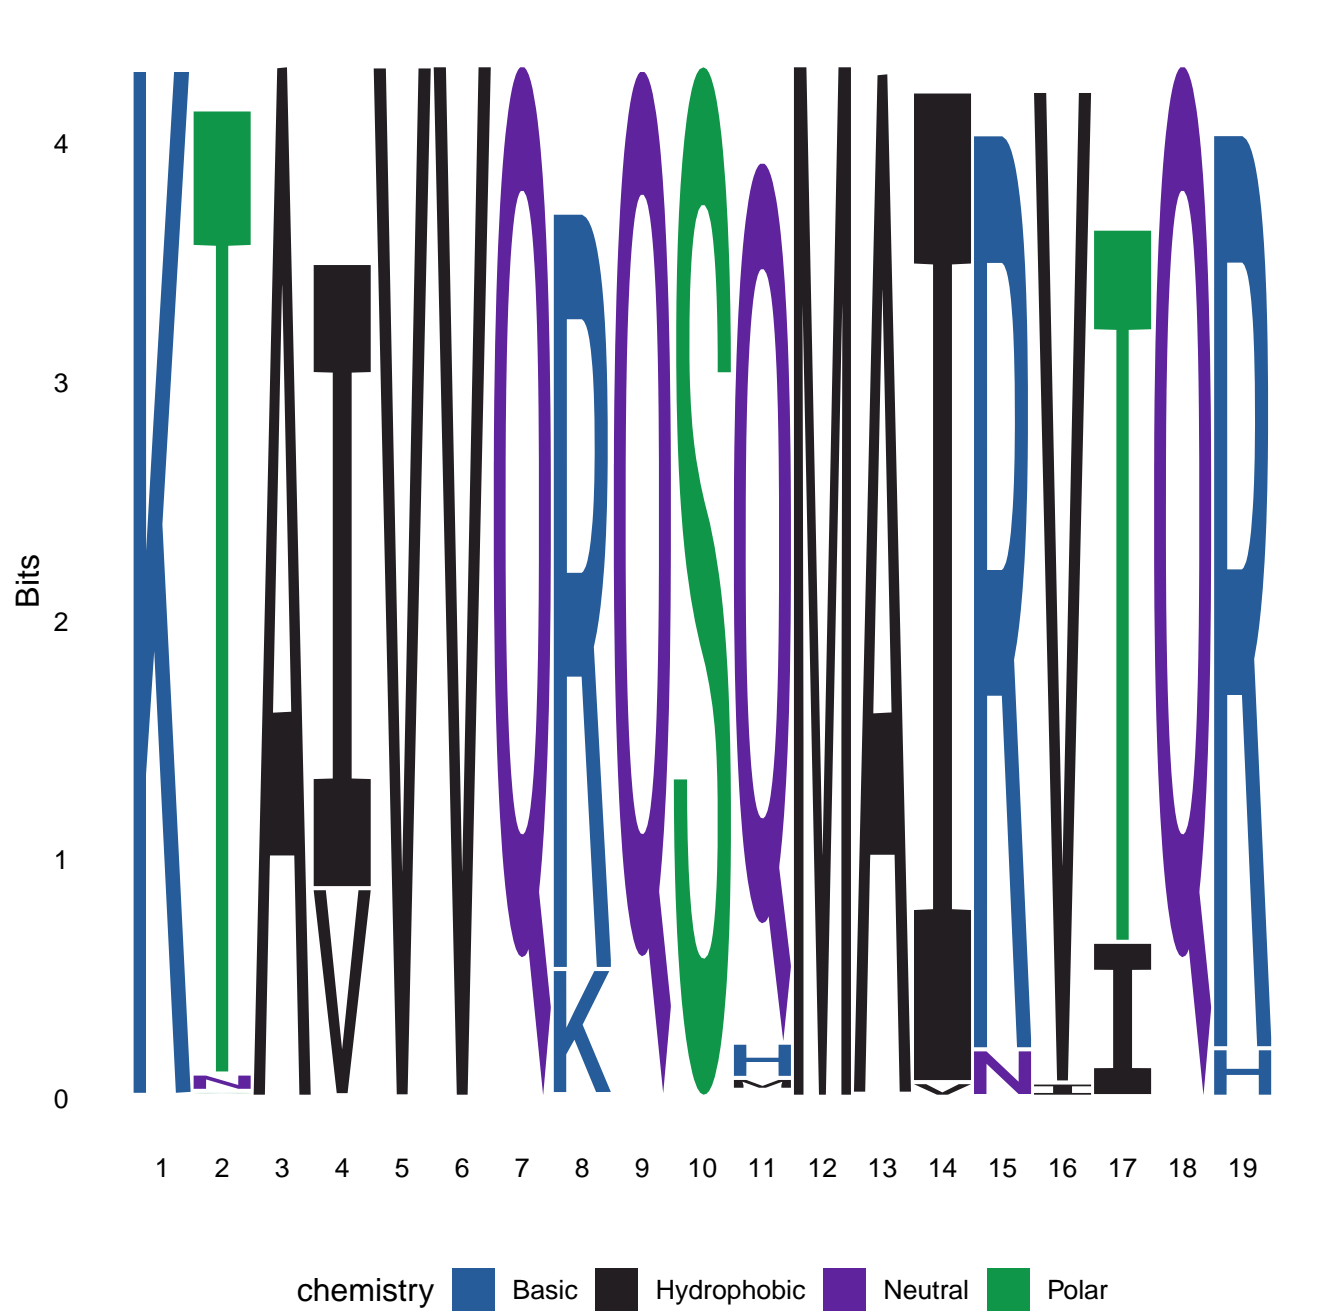 Bits
4
3
2
1
0
KTAIVVQRQSQMAIRVTQR
N V K H V N I I H
1 2 3 4 5 6 7 8 9 10 11 12 13 14 15 16 17 18 19
chemistry Basic Hydrophobic Neutral Polar